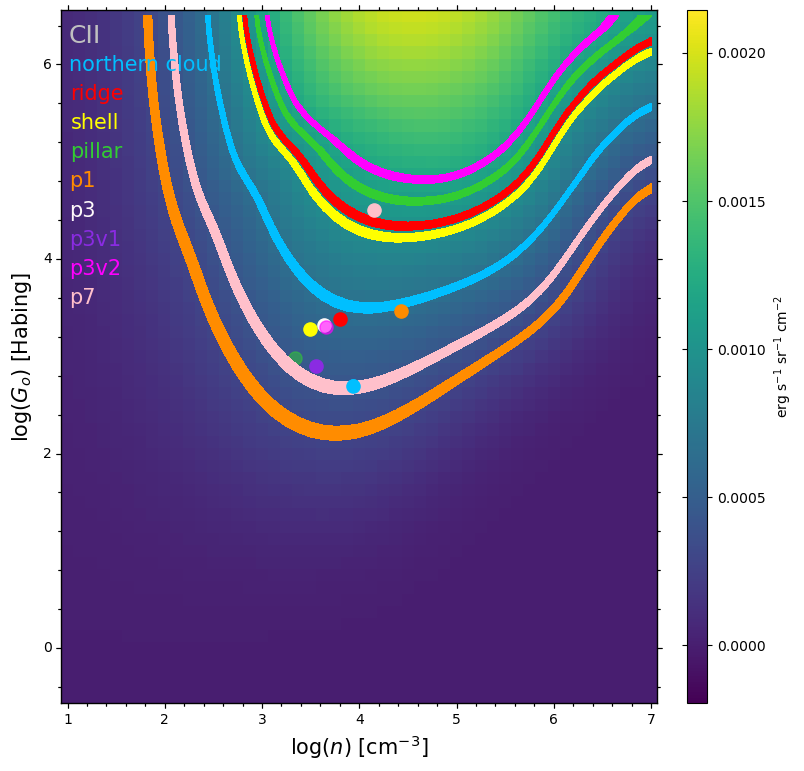 CII
northern cloud
ridge
shell
pillar
p1
p3
p3v1
p3v2
p7
6
4
2
0
log(G₀) [Habing]
1 2 3 4 5 6 7
log(n) [cm⁻³]
0.0020
0.0015
0.0010
0.0005
0.0000
erg s⁻¹ sr⁻¹ cm⁻²